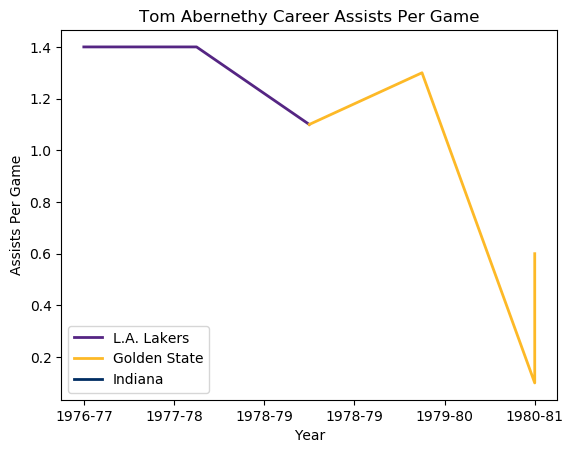 Tom Abernethy Career Assists Per Game
1.4
1.2
1.0
0.8
0.6
0.4
0.2
Assists Per Game
L.A. Lakers
Golden State
Indiana
1976-77 1977-78 1978-79 1978-79 1979-80 1980-81
Year